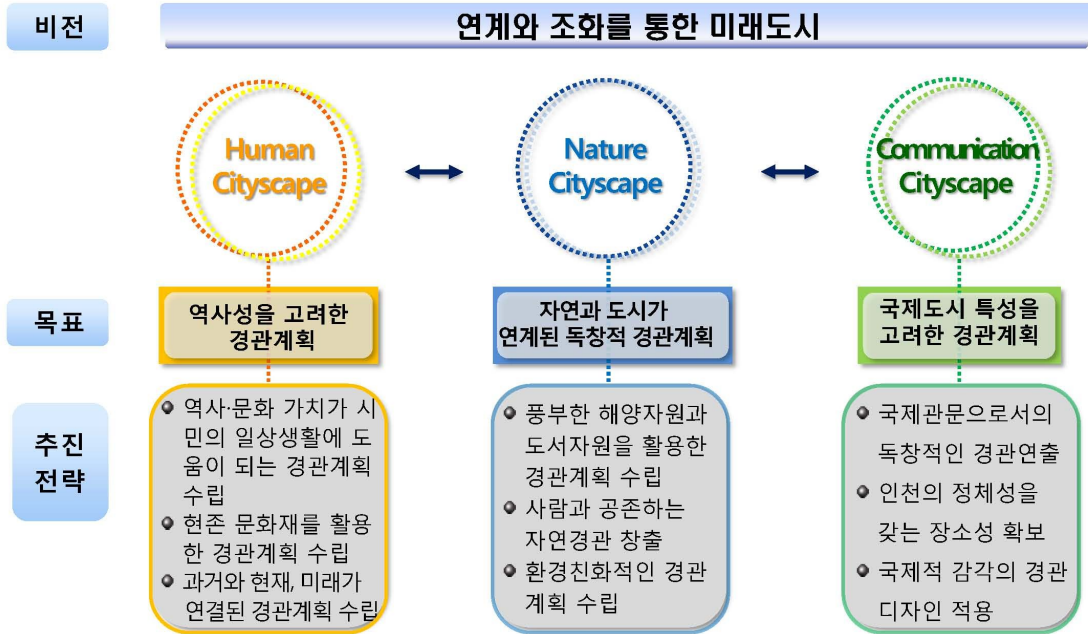 비전
연계와 조화를 통한 미래도시
Human
Cityscape
Nature
Cityscape
Communication
Cityscape
목표
역사성을 고려한
경관계획
자연과 도시가
연계된 독창적 경관계획
국제도시 특성을
고려한 경관계획
추진
전략
역사·문화 가치가 시
민의 일상생활에 도
움이 되는 경관계획
수립
현존 문화재를 활용
한 경관계획 수립
과거와 현재, 미래가
연결된 경관계획 수립
풍부한 해양자원과
도서자원을 활용한
경관계획 수립
사람과 공존하는
자연경관 창출
환경친화적인 경관
계획 수립
국제관문으로서의
독창적인 경관연출
인천의 정체성을
갖는 장소성 확보
국제적 감각의 경관
디자인 적용